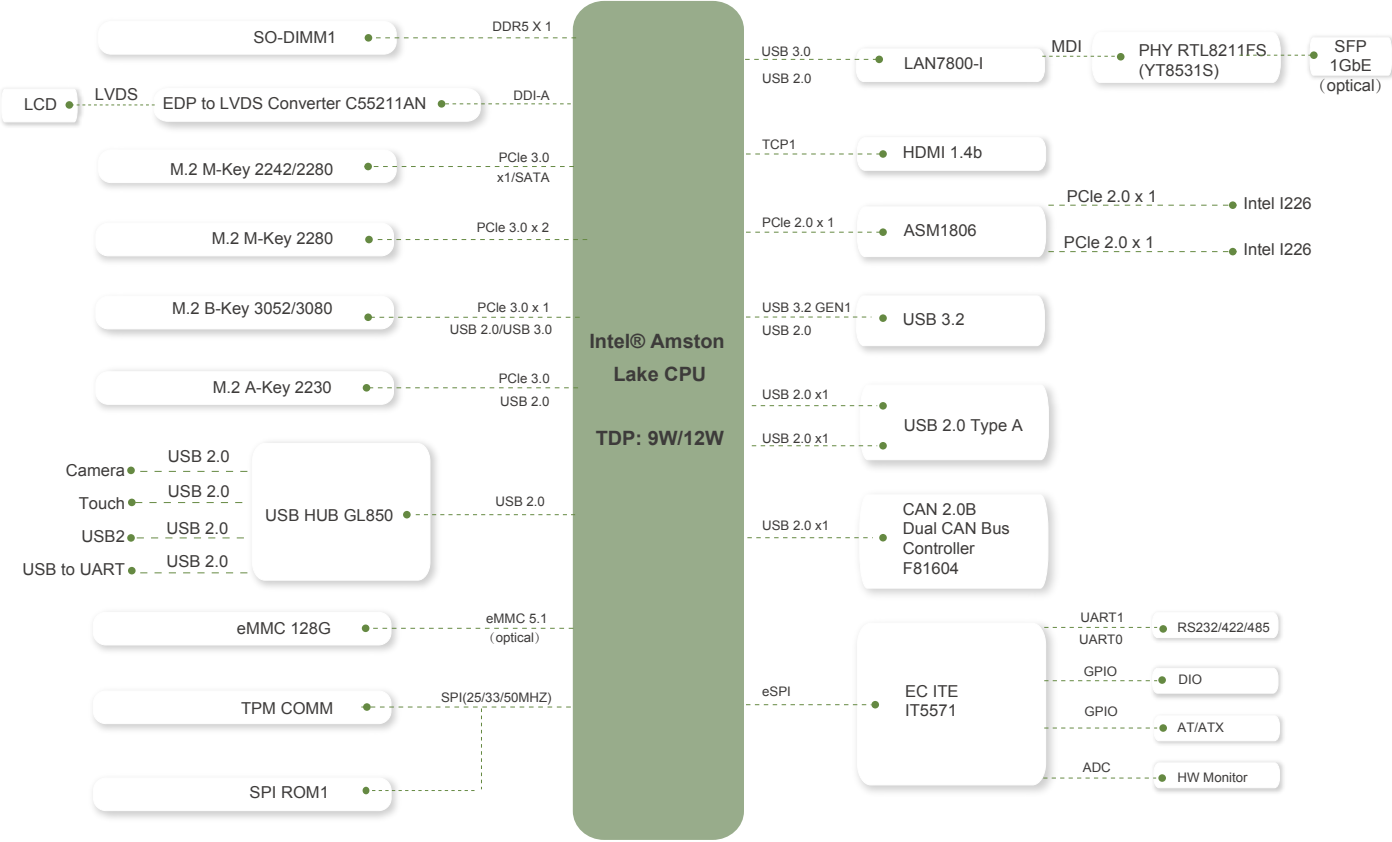 SO-DIMM1
DDR5 X 1
LCD
LVDS
EDP to LVDS Converter C55211AN
DDI-A
M.2 M-Key 2242/2280
PCIe 3.0
x1/SATA
M.2 M-Key 2280
PCIe 3.0 x 2
M.2 B-Key 3052/3080
PCIe 3.0 x 1
USB 2.0/USB 3.0
M.2 A-Key 2230
PCIe 3.0
USB 2.0
Camera
USB 2.0
Touch
USB 2.0
USB2
USB 2.0
USB to UART
USB 2.0
USB HUB GL850
USB 2.0
eMMC 128G
eMMC 5.1
（optical）
TPM COMM
SPI(25/33/50MHZ)
SPI ROM1
Intel® Amston
Lake CPU
TDP: 9W/12W
USB 3.0
USB 2.0
LAN7800-I
MDI
PHY RTL8211FS
(YT8531S)
SFP
1GbE
（optical）
TCP1
HDMI 1.4b
PCIe 2.0 x 1
ASM1806
PCIe 2.0 x 1
Intel I226
PCIe 2.0 x 1
Intel I226
USB 3.2 GEN1
USB 2.0
USB 3.2
USB 2.0 x1
USB 2.0 x1
USB 2.0 Type A
USB 2.0 x1
CAN 2.0B
Dual CAN Bus
Controller
F81604
eSPI
EC ITE
IT5571
UART1
UART0
RS232/422/485
GPIO
DIO
GPIO
AT/ATX
ADC
HW Monitor